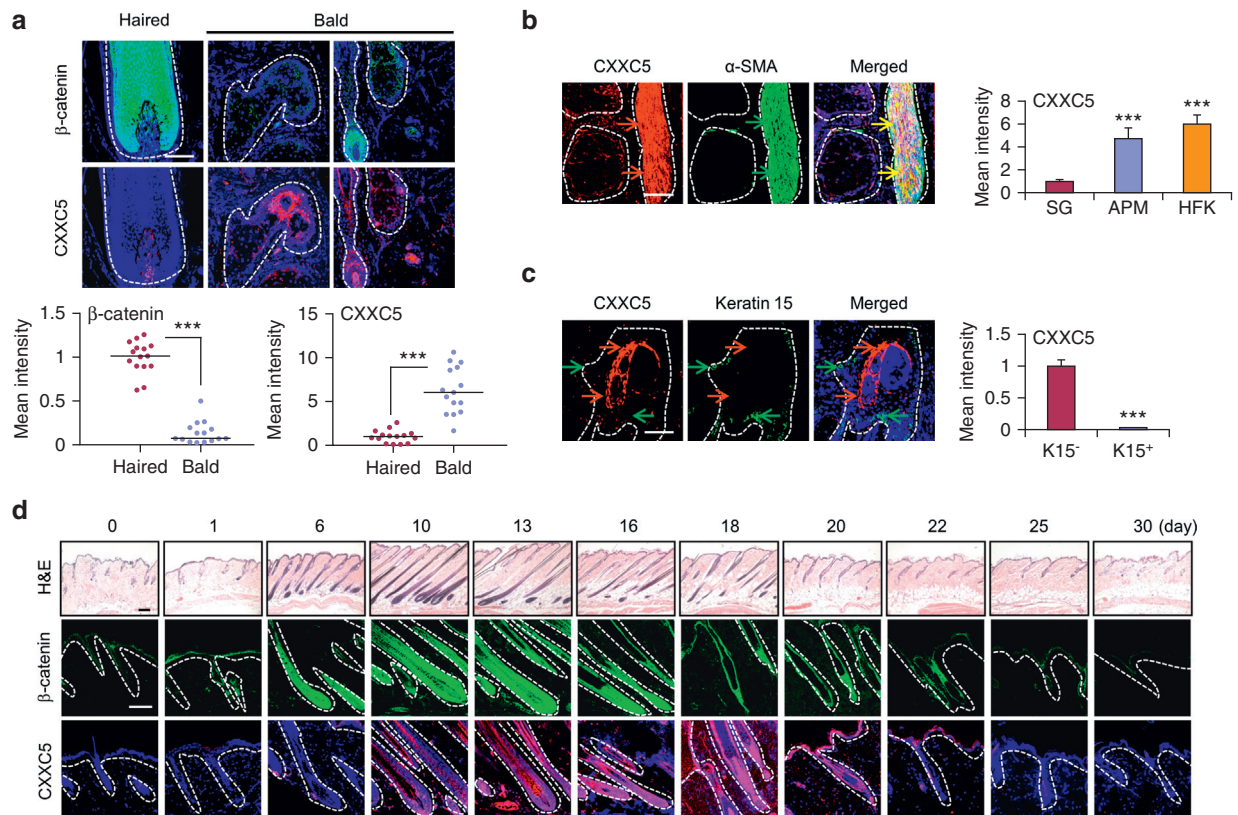 a
Haired
Bald
β-catenin
CXXC5
1.5
1
0.5
0
Mean intensity
β-catenin
***
Haired
Bald
15
10
5
0
Mean intensity
CXXC5
***
Haired
Bald
b
CXXC5
α-SMA
Merged
CXXC5
Mean intensity
8
6
4
2
0
***
***
SG
APM
HFK
c
CXXC5
Keratin 15
Merged
CXXC5
Mean intensity
1.5
1
0.5
0
***
K15-
K15+
d
0
1
6
10
13
16
18
20
22
25
30 (day)
H&E
β-catenin
CXXC5